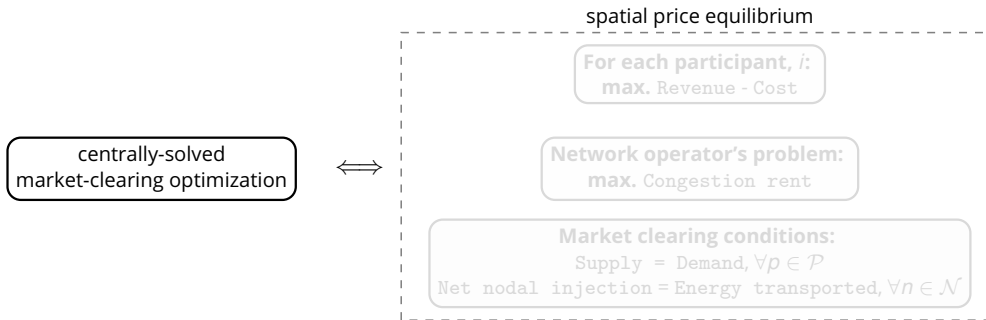 spatial price equilibrium
For each participant, i:
max. Revenue - Cost
centrally-solved
market-clearing optimization
⟺
Network operator's problem:
max. Congestion rent
Market clearing conditions:
Supply = Demand, ∀p ∈ 𝒫
Net nodal injection = Energy transported, ∀n ∈ 𝒩